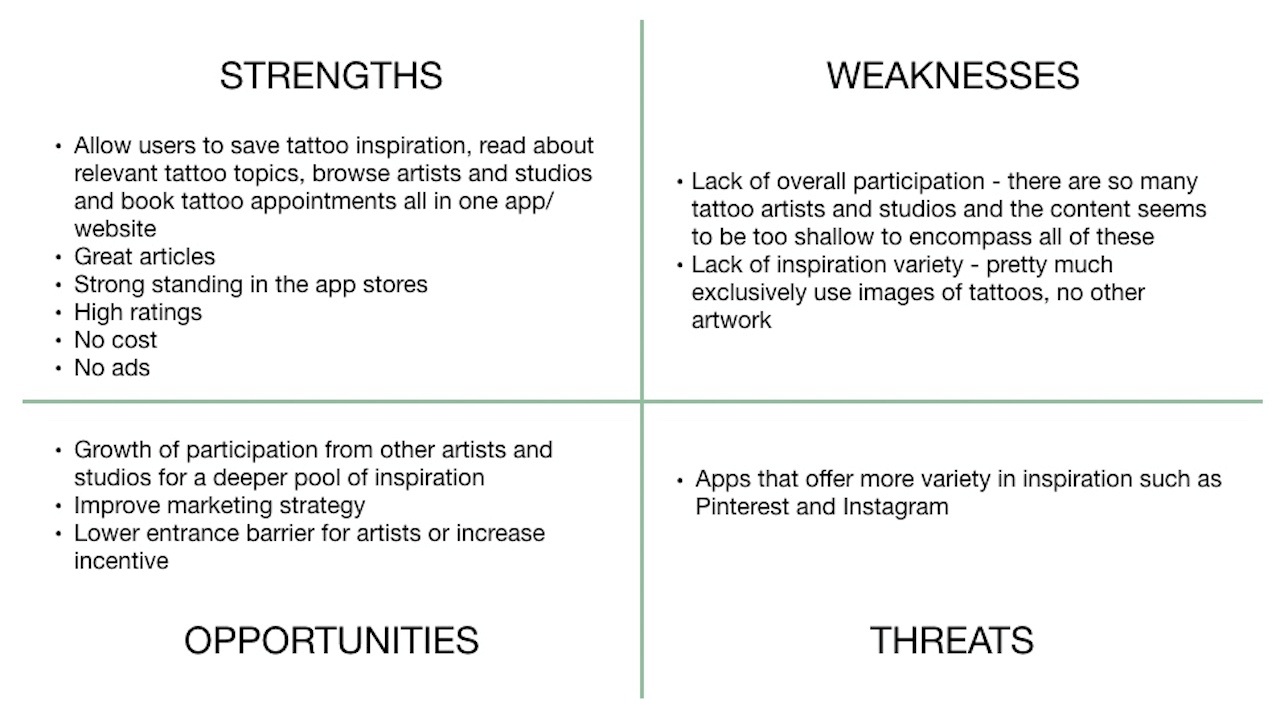 STRENGTHS
• Allow users to save tattoo inspiration, read about
relevant tattoo topics, browse artists and studios
and book tattoo appointments all in one app/
website
• Great articles
• Strong standing in the app stores
• High ratings
• No cost
• No ads
WEAKNESSES
• Lack of overall participation - there are so many
tattoo artists and studios and the content seems
to be too shallow to encompass all of these
• Lack of inspiration variety - pretty much
exclusively use images of tattoos, no other
artwork
• Growth of participation from other artists and
studios for a deeper pool of inspiration
• Improve marketing strategy
• Lower entrance barrier for artists or increase
incentive
OPPORTUNITIES
• Apps that offer more variety in inspiration such as
Pinterest and Instagram
THREATS